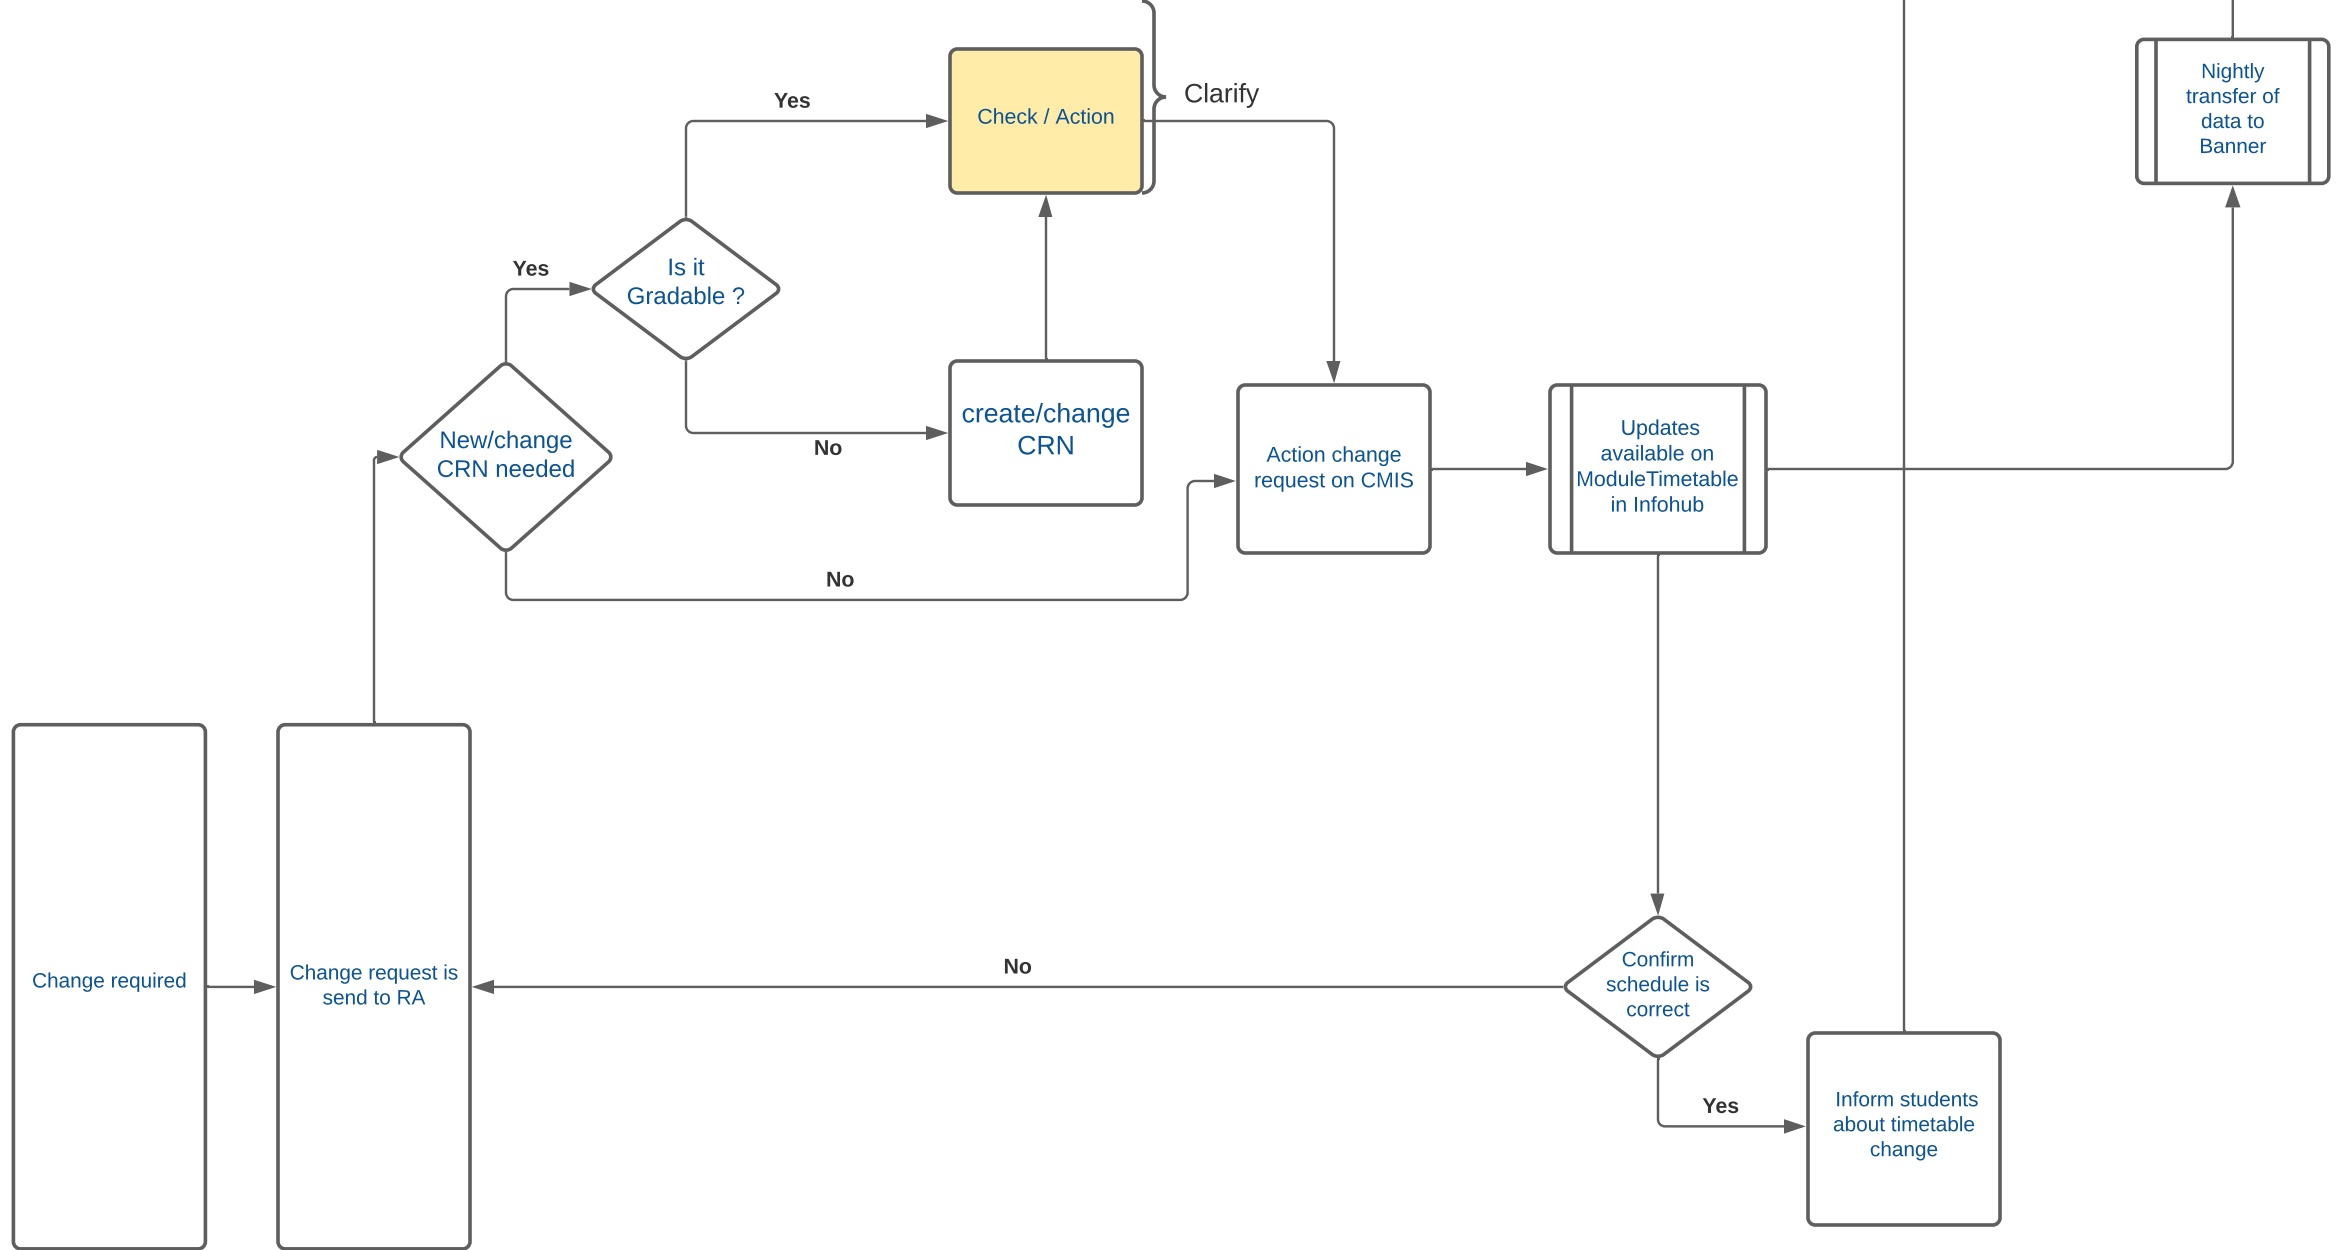 Nightly
transfer of
data to
Banner
Clarify
Yes
Check / Action
Yes
Is it
Gradable ?
create/change
CRN
No
New/change
CRN needed
Action change
request on CMIS
Updates
available on
ModuleTimetable
in Infohub
No
Change required
Change request is
send to RA
No
Confirm
schedule is
correct
Yes
Inform students
about timetable
change